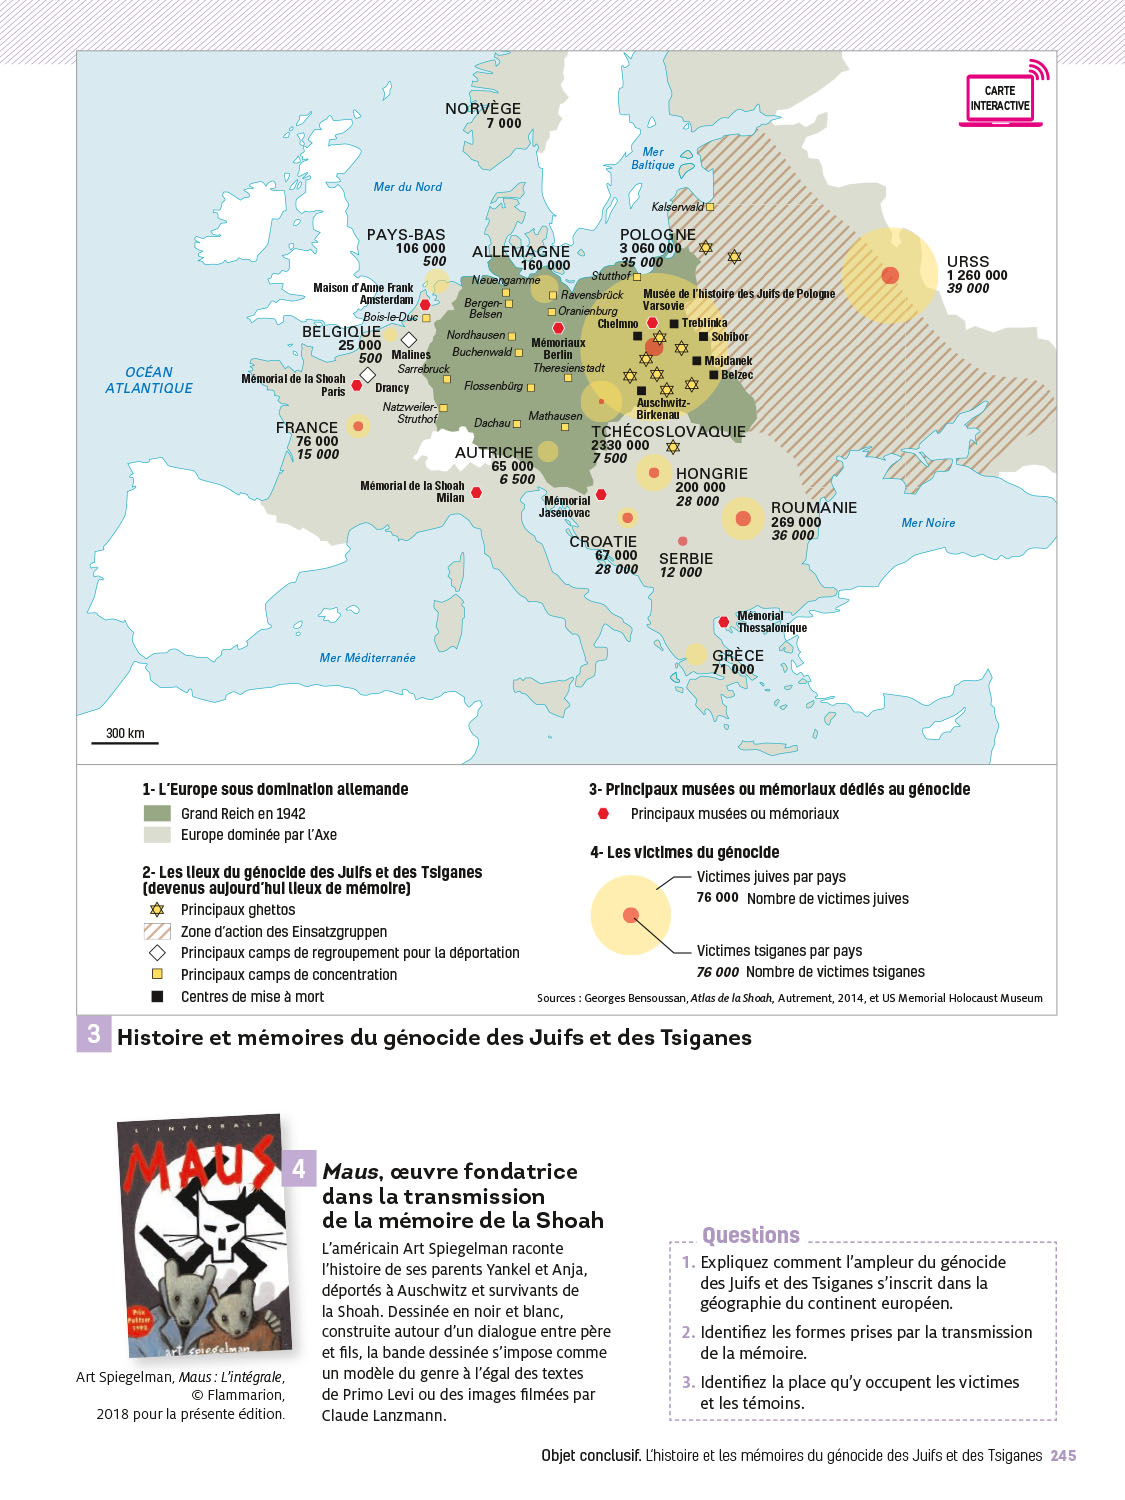 CARTE
INTERACTIVE
NORVÈGE
7 000
Mer
Baltique
Mer du Nord
Kaiserwald
PAYS-BAS
106 000
500
ALLEMAGNE
160 000
POLOGNE
3 060 000
35 000
URSS
1 260 000
39 000
Neuengamme
Stutthof
Maison d'Anne Frank
Amsterdam
Bergen-
Belsen
Ravensbrück
Oranienburg
Musée de l'histoire des Juifs de Pologne
Varsovie
Bois-le-Duc
Chelmno
Treblinka
BELGIQUE
25 000
500
Malines
Nordhausen
Mémoriaux
Berlin
Sobibor
Buchenwald
Majdanek
OCÉAN
ATLANTIQUE
Sarrebruck
Theresienstadt
Belzec
Mémorial de la Shoah
Paris
Drancy
Flossenbürg
Auschwitz-
Birkenau
Natzweiler-
Struthof
Dachau
Mathausen
FRANCE
76 000
15 000
TCHÉCOSLOVAQUIE
2330 000
7 500
AUTRICHE
65 000
6 500
HONGRIE
200 000
28 000
Mémorial de la Shoah
Milan
Mémorial
Jasenovac
ROUMANIE
269 000
36 000
Mer Noire
CROATIE
67 000
28 000
SERBIE
12 000
Mémorial
Thessalonique
Mer Méditerranée
GRÈCE
71 000
300 km
1- L'Europe sous domination allemande
Grand Reich en 1942
Europe dominée par l'Axe
2- Les lieux du génocide des Juifs et des Tsiganes
(devenus aujourd'hui lieux de mémoire)
Principaux ghettos
Zone d'action des Einsatzgruppen
Principaux camps de regroupement pour la déportation
Principaux camps de concentration
Centres de mise à mort
3- Principaux musées ou mémoriaux dédiés au génocide
Principaux musées ou mémoriaux
4- Les victimes du génocide
Victimes juives par pays
76 000 Nombre de victimes juives
Victimes tsiganes par pays
76 000 Nombre de victimes tsiganes
Sources : Georges Bensoussan, Atlas de la Shoah, Autrement, 2014, et US Memorial Holocaust Museum
3 Histoire et mémoires du génocide des Juifs et des Tsiganes
L'INTÉGRALE
MAUS
Prix
Pulitzer
1992
art spiegelman
Art Spiegelman, Maus : L'intégrale,
© Flammarion,
2018 pour la présente édition.
4 Maus, œuvre fondatrice
dans la transmission
de la mémoire de la Shoah
L'américain Art Spiegelman raconte
l'histoire de ses parents Yankel et Anja,
déportés à Auschwitz et survivants de
la Shoah. Dessinée en noir et blanc,
construite autour d'un dialogue entre père
et fils, la bande dessinée s'impose comme
un modèle du genre à l'égal des textes
de Primo Levi ou des images filmées par
Claude Lanzmann.
Questions
1. Expliquez comment l'ampleur du génocide
des Juifs et des Tsiganes s'inscrit dans la
géographie du continent européen.
2. Identifiez les formes prises par la transmission
de la mémoire.
3. Identifiez la place qu'y occupent les victimes
et les témoins.
Objet conclusif. L'histoire et les mémoires du génocide des Juifs et des Tsiganes 245